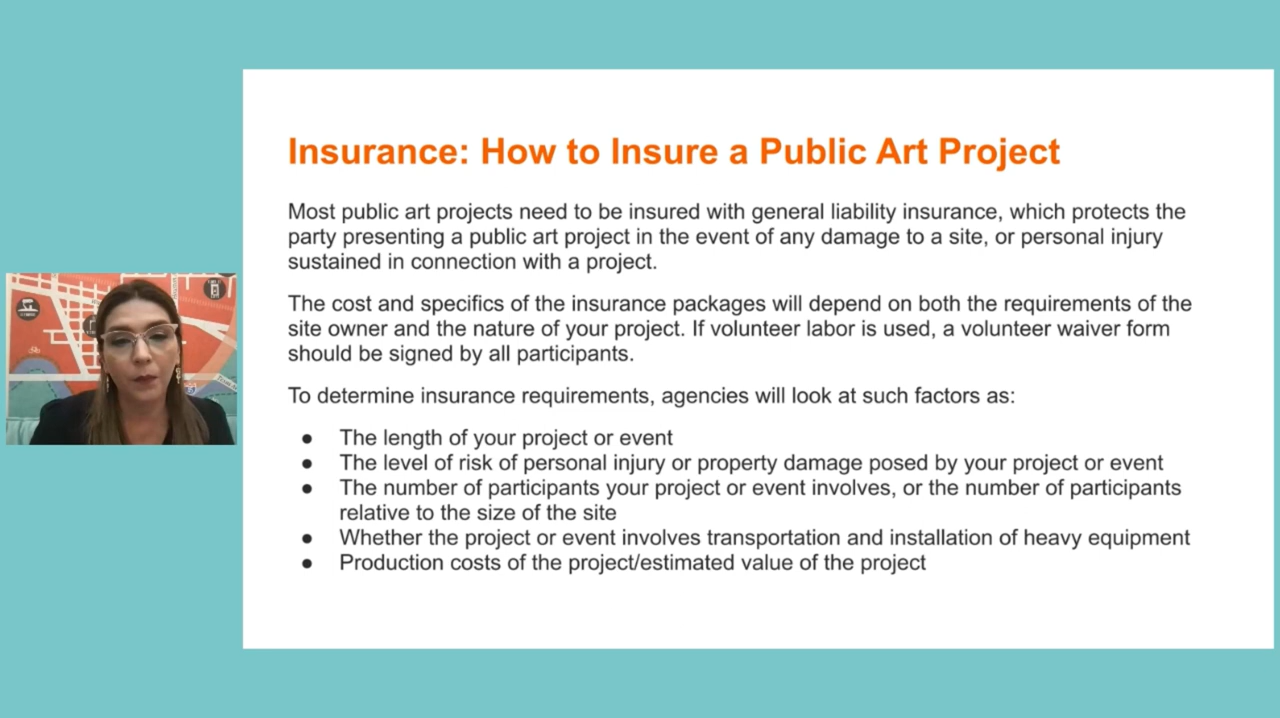 Insurance: How to Insure a Public Art Project
Most public art projects need to be insured with general liability insurance, which protects the
party presenting a public art project in the event of any damage to a site, or personal injury
sustained in connection with a project.
The cost and specifics of the insurance packages will depend on both the requirements of the
site owner and the nature of your project. If volunteer labor is used, a volunteer waiver form
should be signed by all participants.
To determine insurance requirements, agencies will look at such factors as:
● The length of your project or event
● The level of risk of personal injury or property damage posed by your project or event
● The number of participants your project or event involves, or the number of participants
relative to the size of the site
● Whether the project or event involves transportation and installation of heavy equipment
● Production costs of the project/estimated value of the project